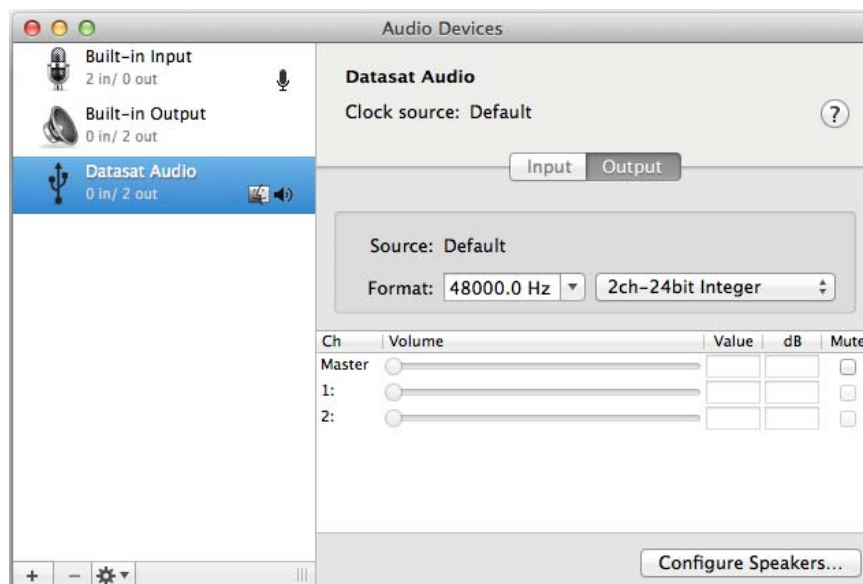 Audio Devices
Built-in Input
2 in/ 0 out
Built-in Output
0 in/ 2 out
Datasat Audio
0 in/ 2 out
Datasat Audio
Clock source: Default
?
Input Output
Source: Default
Format: 48000.0 Hz 2ch-24bit Integer
Ch Volume Value dB Mute
Master
1:
2:
+ −
Configure Speakers...